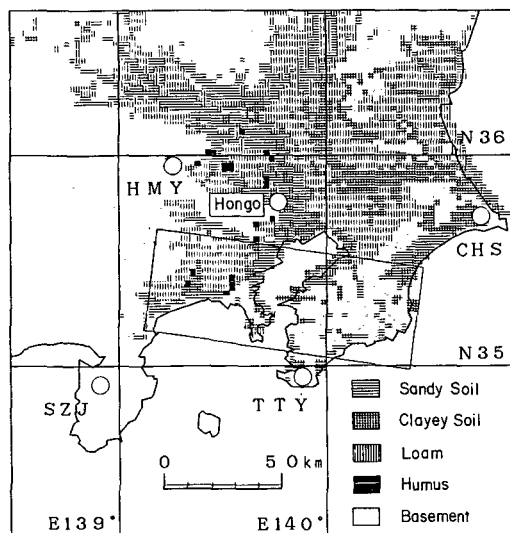 N36
HMY
Hongo
CHS
N35
SZJ
TTY
Sandy Soil
Clayey Soil
Loam
Humus
Basement
0 50km
E139°
E140°